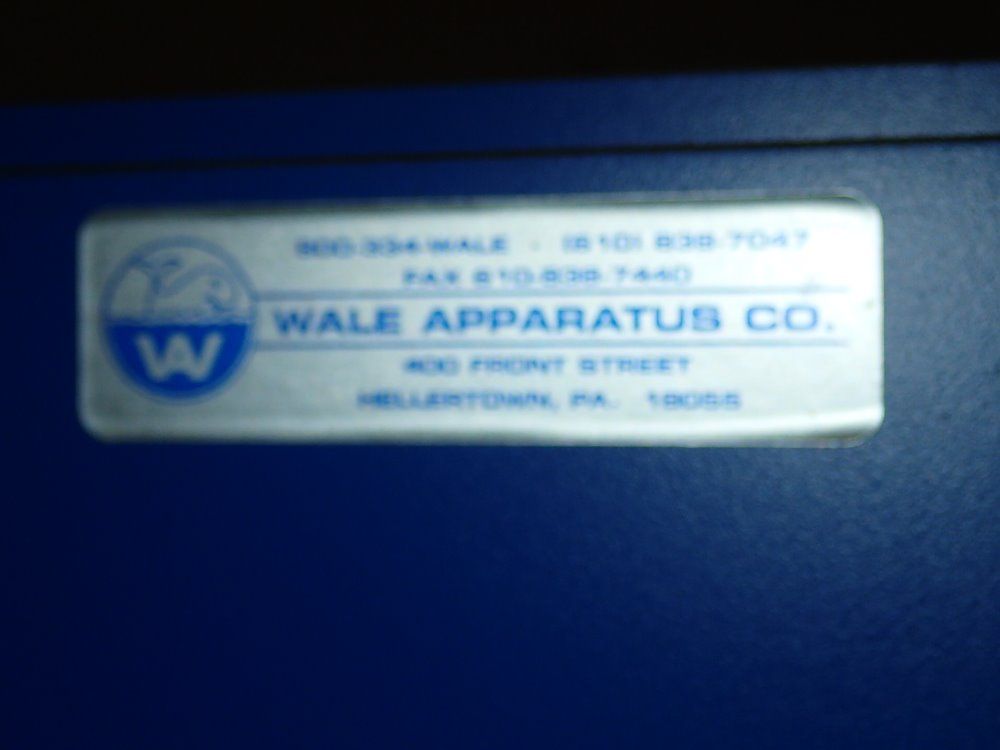 800-334-WALE · (610) 838-7047
FAX 610-838-7440
WALE APPARATUS CO.
400 FRONT STREET
HELLERTOWN, PA. 18055
W